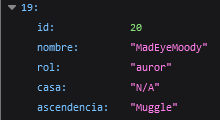 19:
id: 20
nombre: "MadEyeMoody"
rol: "auror"
casa: "N/A"
ascendencia: "Muggle"